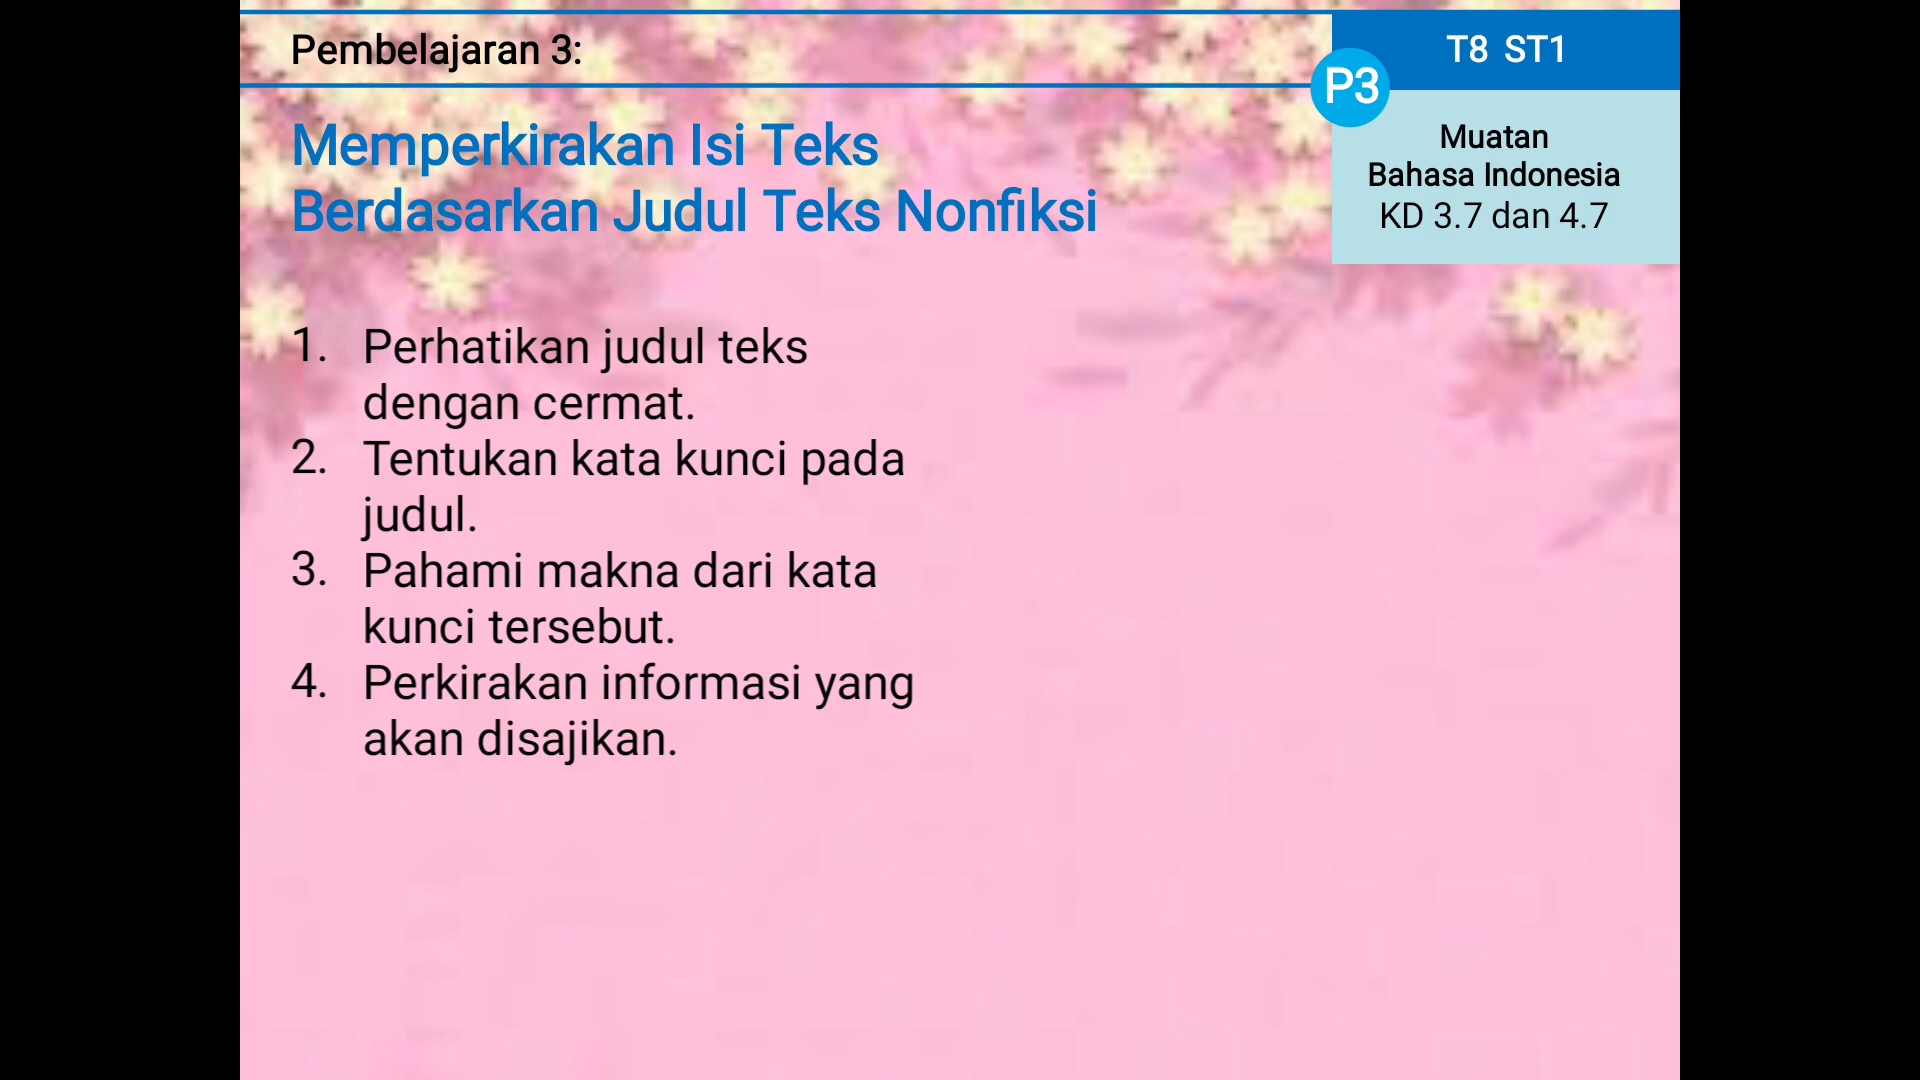 Pembelajaran 3:
T8 ST1
P3
Muatan
Bahasa Indonesia
KD 3.7 dan 4.7
Memperkirakan Isi Teks
Berdasarkan Judul Teks Nonfiksi
1. Perhatikan judul teks
dengan cermat.
2. Tentukan kata kunci pada
judul.
3. Pahami makna dari kata
kunci tersebut.
4. Perkirakan informasi yang
akan disajikan.